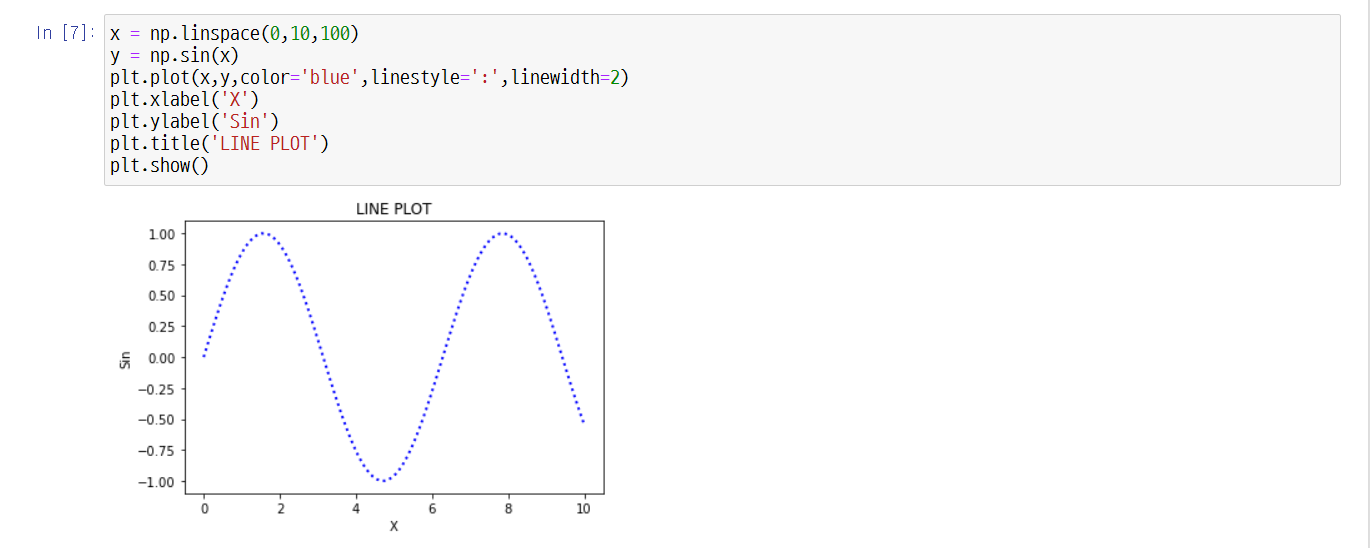 In [7]:
x = np.linspace(0,10,100)
y = np.sin(x)
plt.plot(x,y,color='blue',linestyle=':',linewidth=2)
plt.xlabel('X')
plt.ylabel('Sin')
plt.title('LINE PLOT')
plt.show()
LINE PLOT
1.00
0.75
0.50
0.25
0.00
−0.25
−0.50
−0.75
−1.00
Sin
0 2 4 6 8 10
X